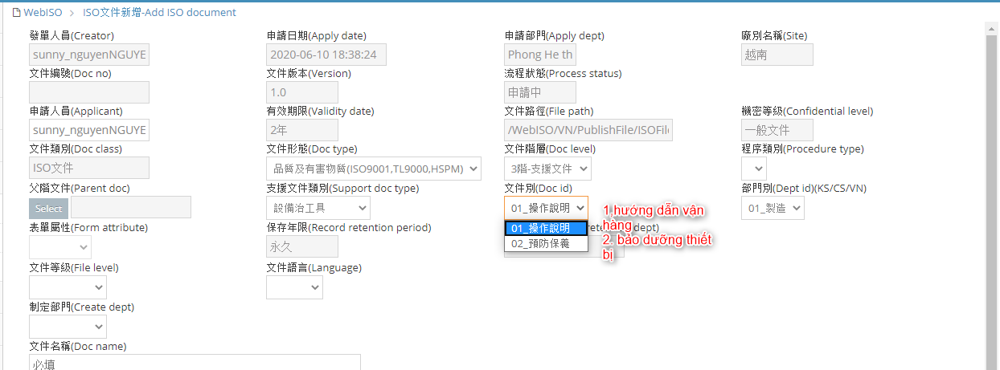 WebISO > ISO文件新增-Add ISO document
發單人員(Creator) 申請日期(Apply date) 申請部門(Apply dept) 廠別名稱(Site)
sunny_nguyenNGUYE 2020-06-10 18:38:24 Phong He th 越南
文件編號(Doc no) 文件版本(Version) 流程狀態(Process status)
1.0 申請中
申請人員(Applicant) 有效期限(Validity date) 文件路徑(File path) 機密等級(Confidential level)
sunny_nguyenNGUYE 2年 /WebISO/VN/PublishFile/ISOFile 一般文件
文件類別(Doc class) 文件形態(Doc type) 文件階層(Doc level) 程序類別(Procedure type)
ISO文件 品質及有害物質(ISO9001,TL9000,HSPM) 3階-支援文件
父階文件(Parent doc) 支援文件類別(Support doc type) 文件別(Doc id) 部門別(Dept id)(KS/CS/VN)
Select 設備治工具 01_操作說明 01_製造
1 hướng dẫn vận
hàng
表單屬性(Form attribute) 保存年限(Record retention period) 01_操作說明 dept)
永久 02_預防保養
2. bảo dưỡng thiết
bị
文件等級(File level) 文件語言(Language)
制定部門(Create dept)
文件名稱(Doc name)
必填